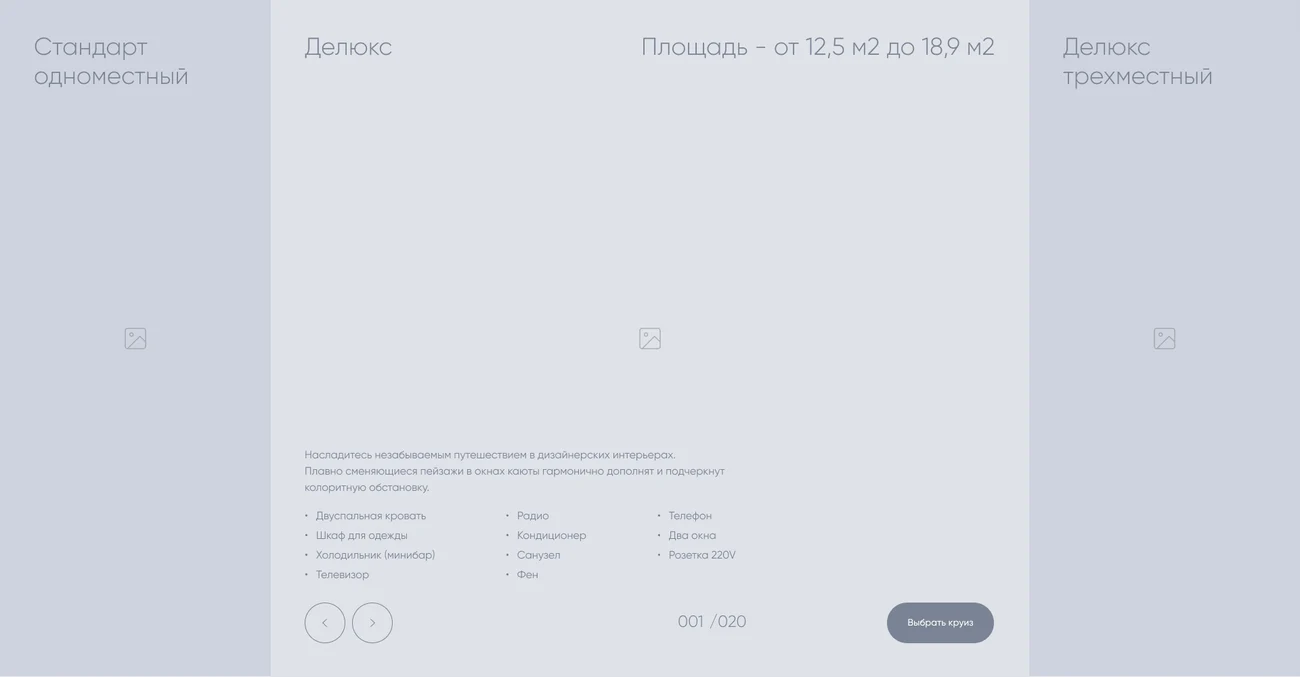 Стандарт
одноместный
Делюкс
Площадь - от 12,5 м2 до 18,9 м2
Делюкс
трехместный
Насладитесь незабываемым путешествием в дизайнерских интерьерах.
Плавно сменяющиеся пейзажи в окнах каюты гармонично дополнят и подчеркнут
колоритную обстановку.
• Двуспальная кровать
• Шкаф для одежды
• Холодильник (минибар)
• Телевизор
• Радио
• Кондиционер
• Санузел
• Фен
• Телефон
• Два окна
• Розетка 220V
001 /020
Выбрать круиз